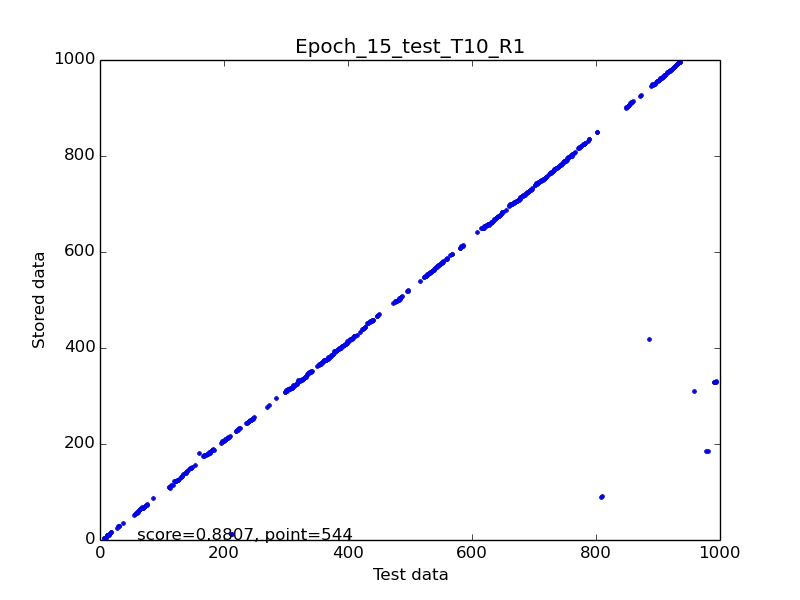 Epoch_15_test_T10_R1
1000
800
600
400
200
0
Stored data
score=0.8807, point=544
0 200 400 600 800 1000
Test data